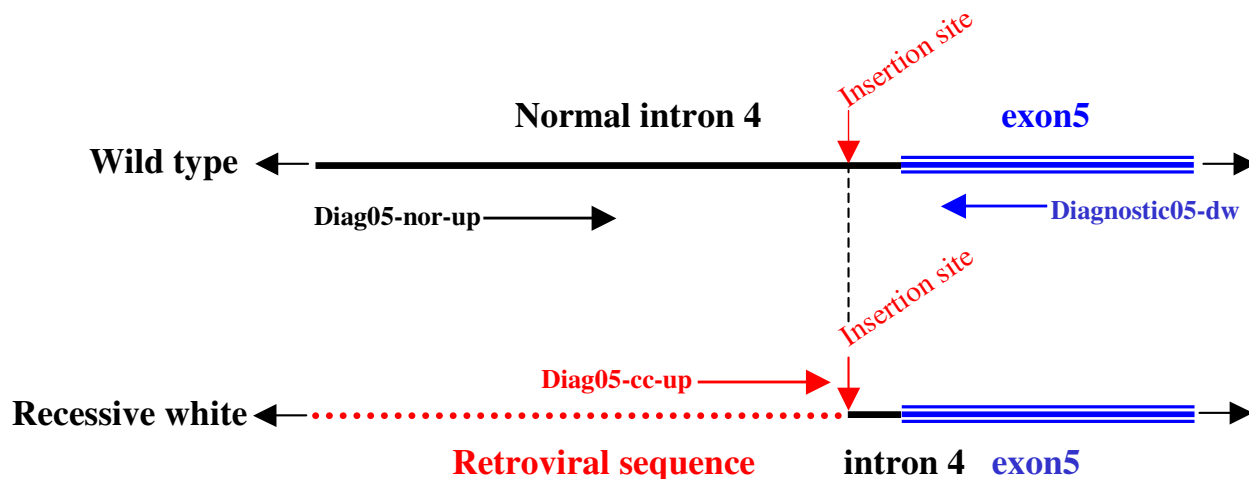 Insertion site
Normal intron 4
exon5
Wild type
Diag05-nor-up
Diagnostic05-dw
Insertion site
Diag05-cc-up
Recessive white
Retroviral sequence
intron 4
exon5